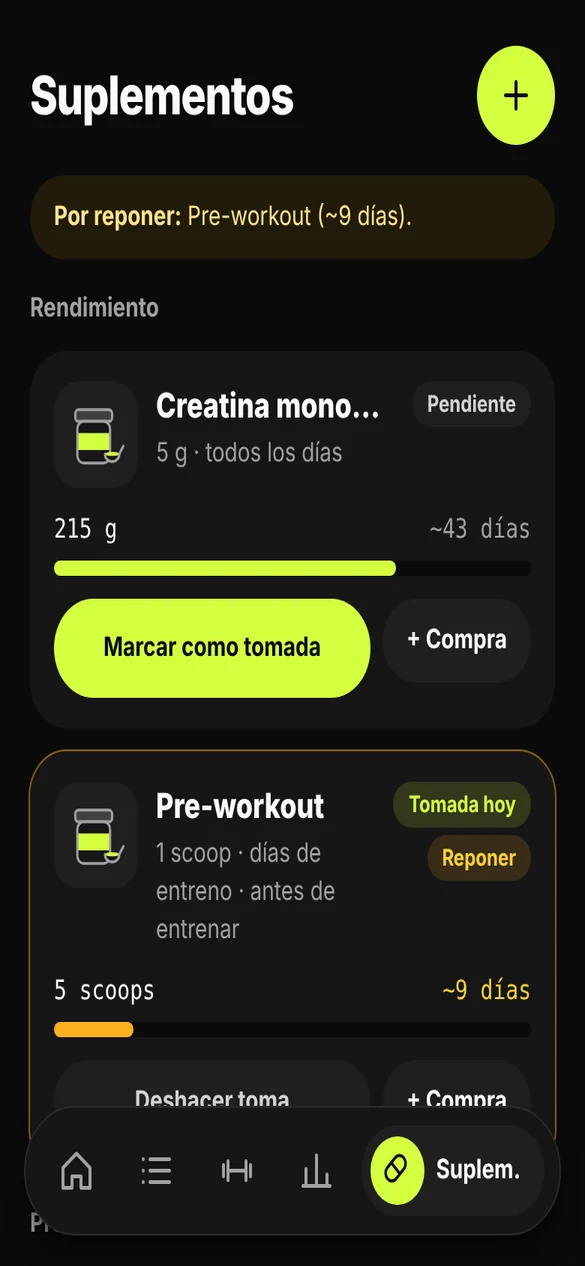 Suplementos
+
Por reponer: Pre-workout (~9 días).
Rendimiento
Creatina mono...
Pendiente
5 g · todos los días
215 g
~43 días
Marcar como tomada
+ Compra
Pre-workout
Tomada hoy
1 scoop · días de
Reponer
entreno · antes de
entrenar
5 scoops
~9 días
Deshacer toma
+ Compra
Suplem.